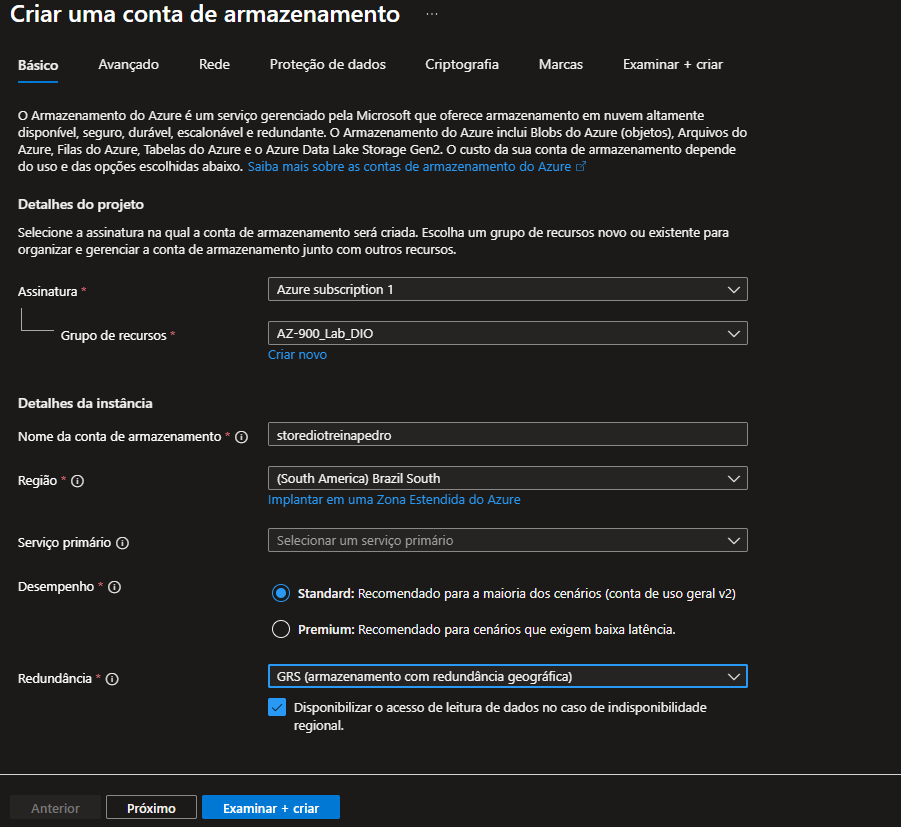 Criar uma conta de armazenamento ...
Básico Avançado Rede Proteção de dados Criptografia Marcas Examinar + criar
O Armazenamento do Azure é um serviço gerenciado pela Microsoft que oferece armazenamento em nuvem altamente
disponível, seguro, durável, escalonável e redundante. O Armazenamento do Azure inclui Blobs do Azure (objetos), Arquivos do
Azure, Filas do Azure, Tabelas do Azure e o Azure Data Lake Storage Gen2. O custo da sua conta de armazenamento depende
do uso e das opções escolhidas abaixo. Saiba mais sobre as contas de armazenamento do Azure
Detalhes do projeto
Selecione a assinatura na qual a conta de armazenamento será criada. Escolha um grupo de recursos novo ou existente para
organizar e gerenciar a conta de armazenamento junto com outros recursos.
Assinatura * Azure subscription 1
Grupo de recursos * AZ-900_Lab_DIO
Criar novo
Detalhes da instância
Nome da conta de armazenamento * storediotreinapedro
Região * (South America) Brazil South
Implantar em uma Zona Estendida do Azure
Serviço primário Selecionar um serviço primário
Desempenho * Standard: Recomendado para a maioria dos cenários (conta de uso geral v2)
Premium: Recomendado para cenários que exigem baixa latência.
Redundância * GRS (armazenamento com redundância geográfica)
Disponibilizar o acesso de leitura de dados no caso de indisponibilidade
regional.
Anterior Próximo Examinar + criar